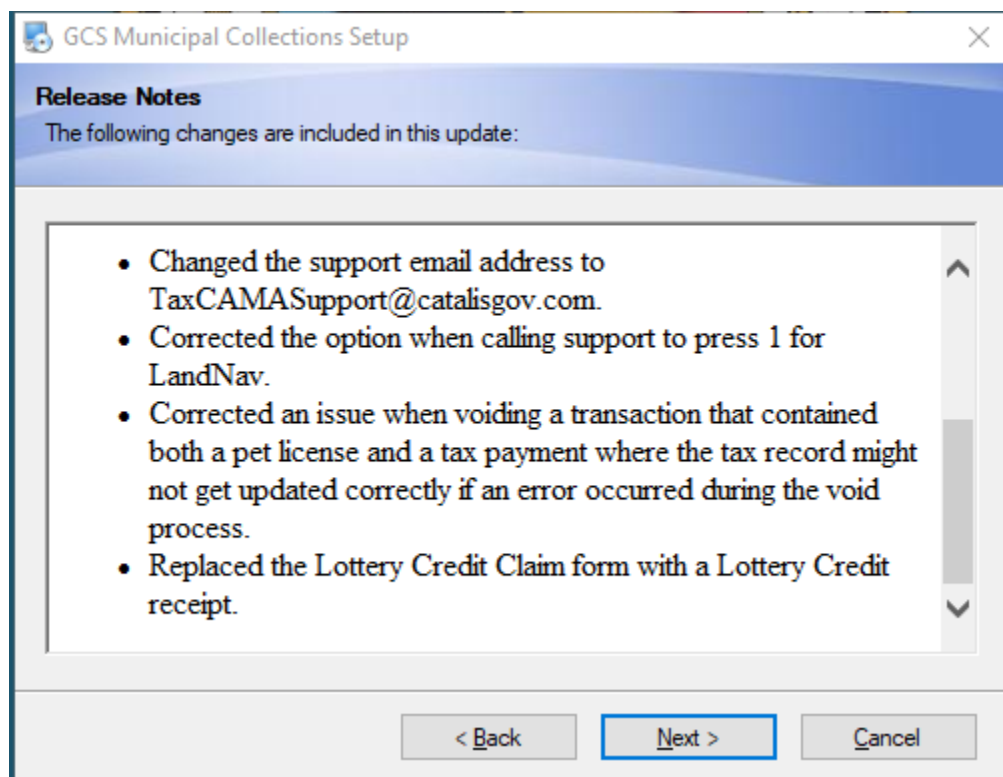 GCS Municipal Collections Setup
Release Notes
The following changes are included in this update:
• Changed the support email address to
TaxCAMASupport@catalisgov.com.
• Corrected the option when calling support to press 1 for
LandNav.
• Corrected an issue when voiding a transaction that contained
both a pet license and a tax payment where the tax record might
not get updated correctly if an error occurred during the void
process.
• Replaced the Lottery Credit Claim form with a Lottery Credit
receipt.
< Back
Next >
Cancel